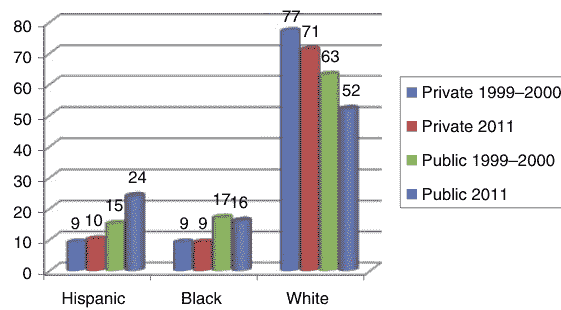 80
70
60
50
40
30
20
10
0
9 10 15 24
9 9 17 16
77 71 63 52
Hispanic Black White
Private 1999–2000
Private 2011
Public 1999–2000
Public 2011